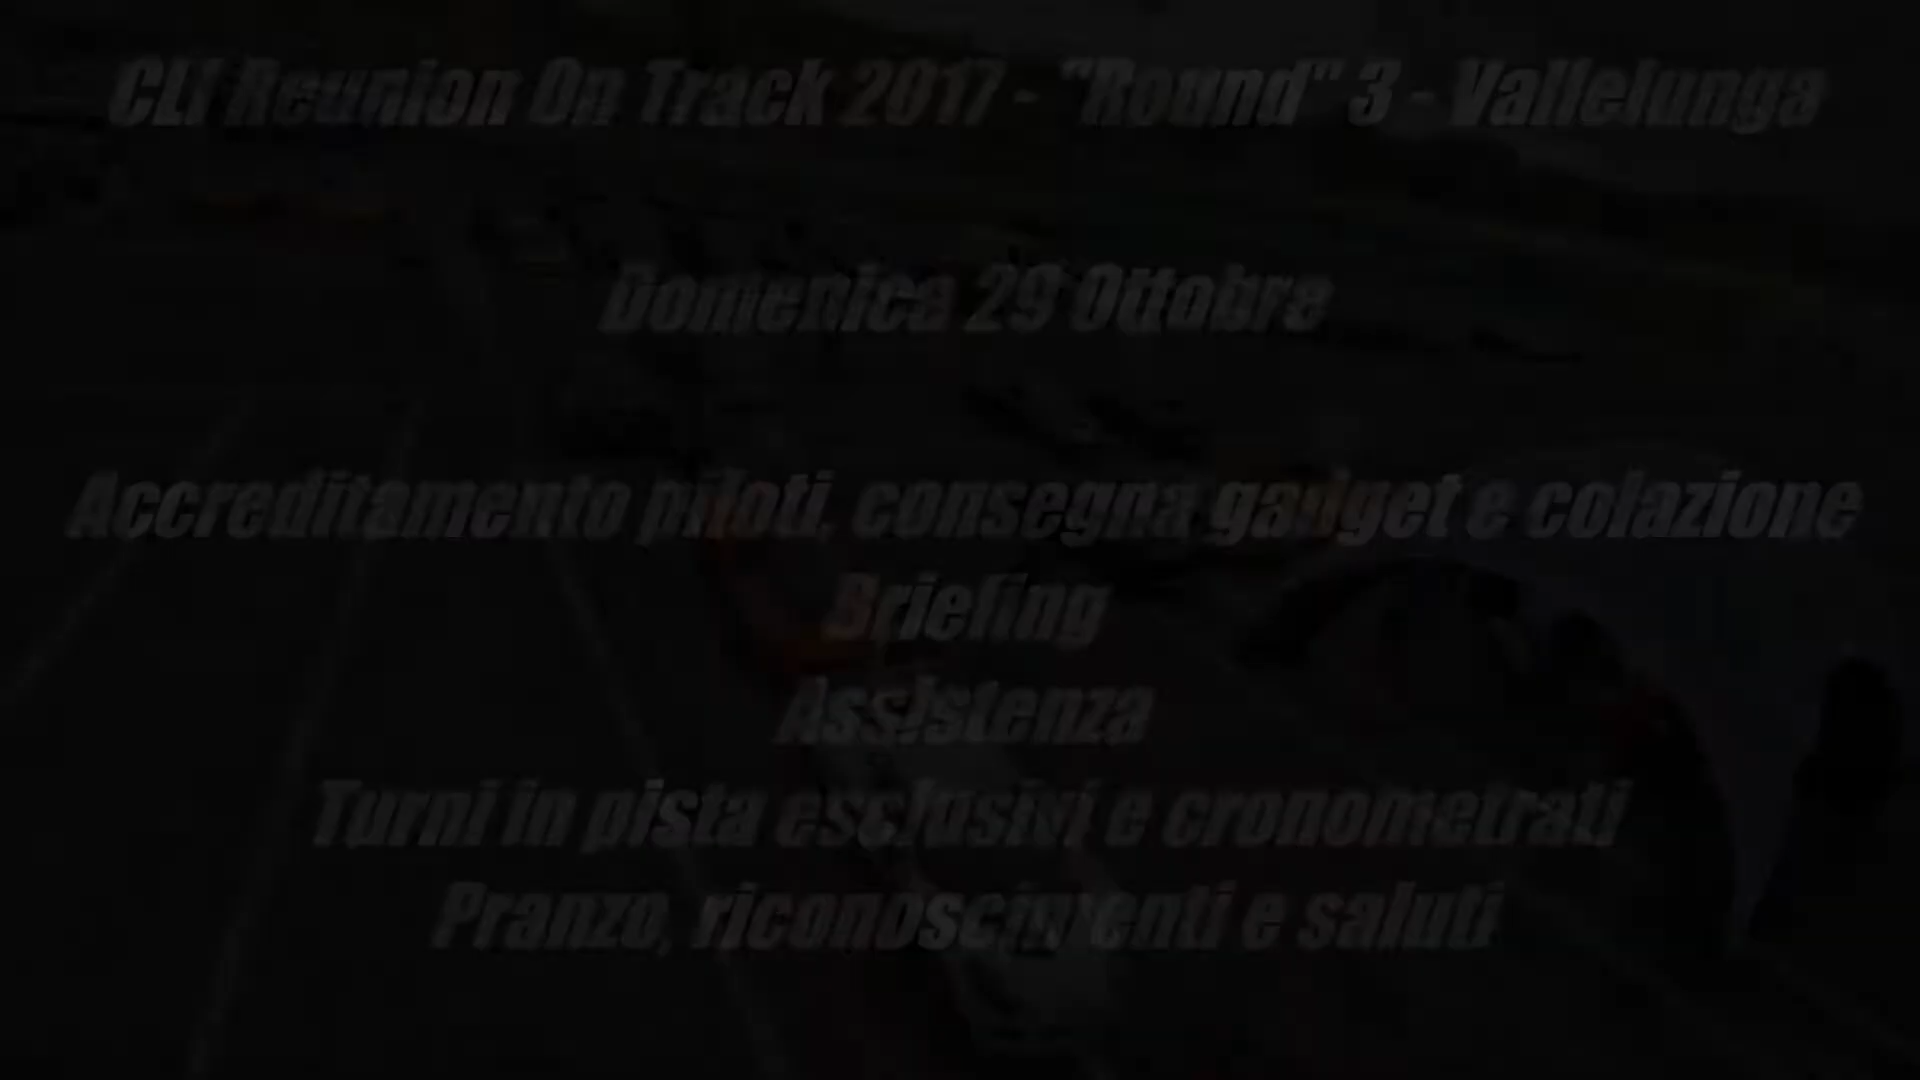 CLI Reunion On Track 2017 - "Round" 3 - Vallelunga
Domenica 29 Ottobre
Accreditamento piloti, consegna gadget e colazione
Briefing
Assistenza
Turni in pista esclusivi e cronometrati
Pranzo, riconoscimenti e saluti